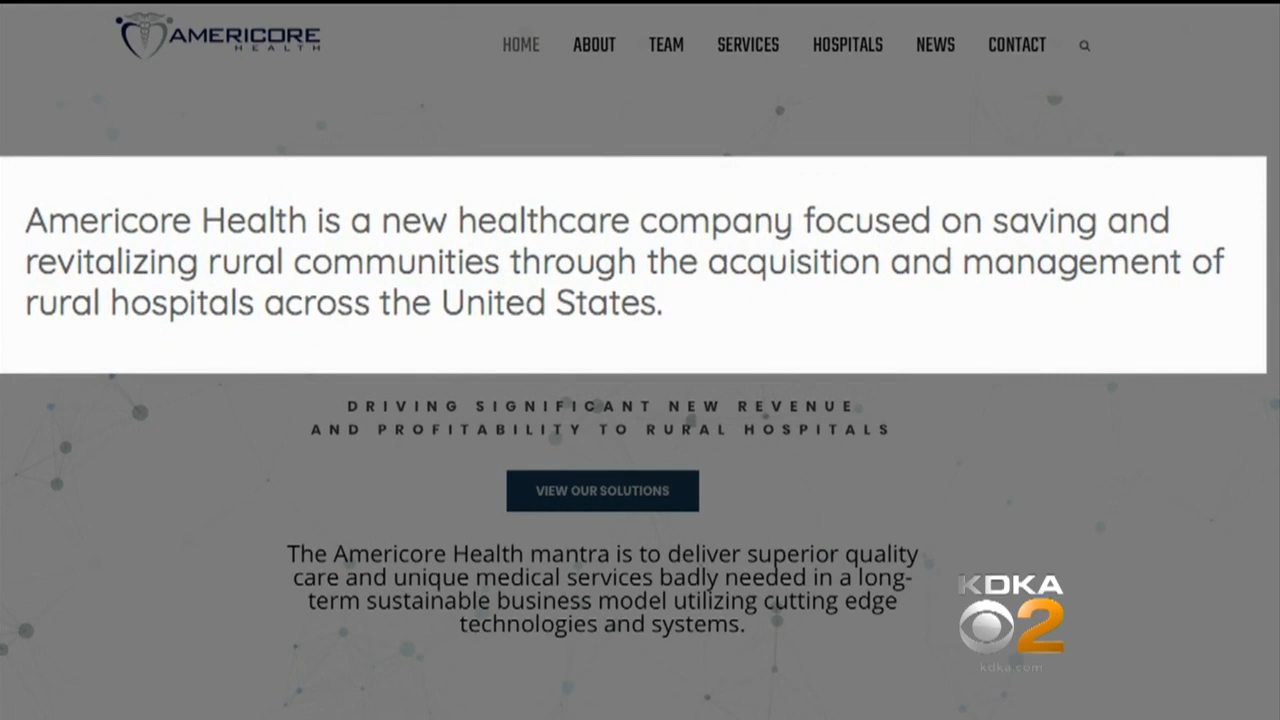 AMERICORE
HEALTH
HOME ABOUT TEAM SERVICES HOSPITALS NEWS CONTACT
Americore Health is a new healthcare company focused on saving and
revitalizing rural communities through the acquisition and management of
rural hospitals across the United States.
DRIVING SIGNIFICANT NEW REVENUE
AND PROFITABILITY TO RURAL HOSPITALS
VIEW OUR SOLUTIONS
The Americore Health mantra is to deliver superior quality
care and unique medical services badly needed in a long-
term sustainable business model utilizing cutting edge
technologies and systems.
KDKA
2
kdka.com